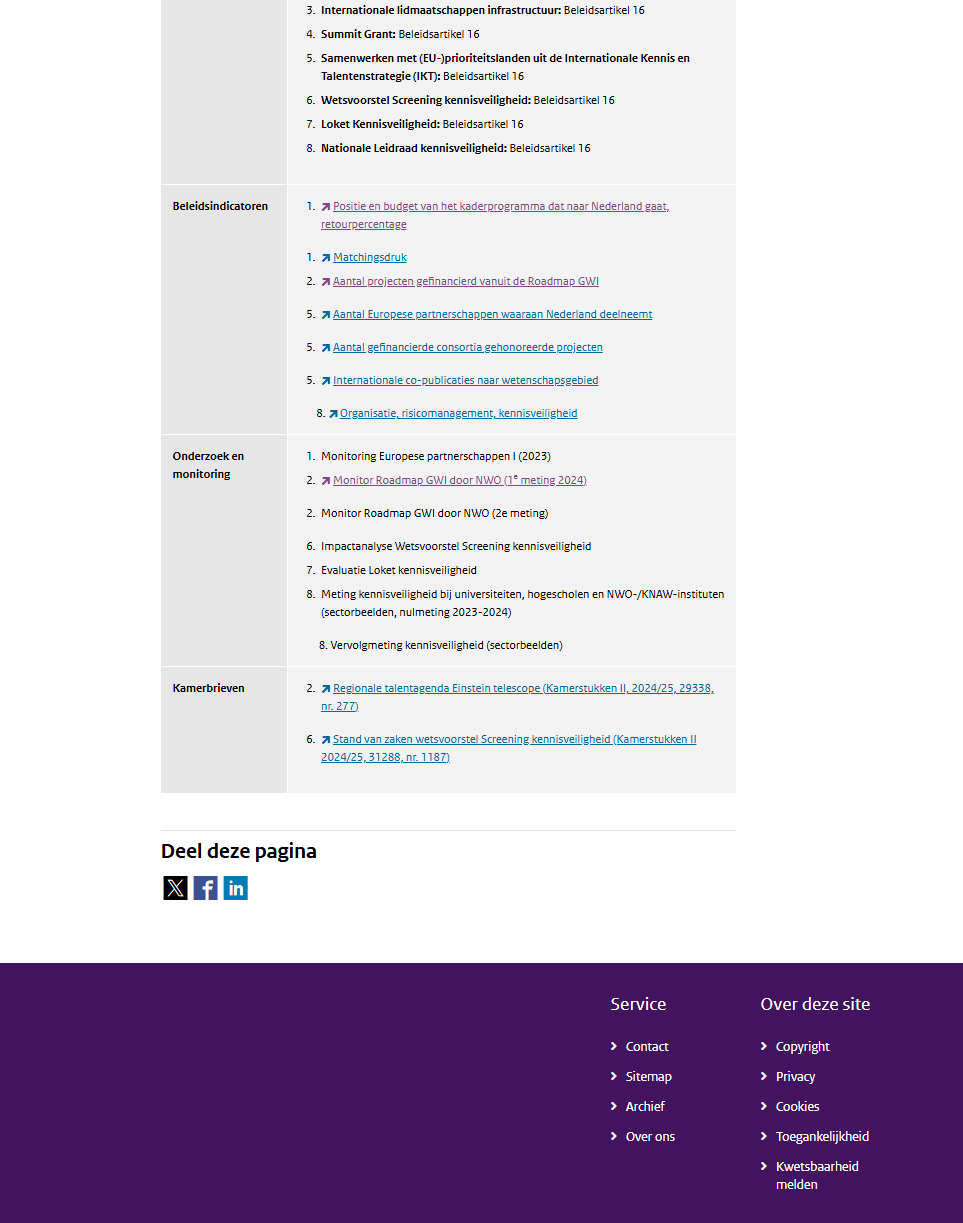 3. Internationale lidmaatschappen infrastructuur: Beleidsartikel 16
4. Summit Grant: Beleidsartikel 16
5. Samenwerken met (EU-)prioriteitslanden uit de Internationale Kennis en
Talentenstrategie (IKT): Beleidsartikel 16
6. Wetsvoorstel Screening kennisveiligheid: Beleidsartikel 16
7. Loket Kennisveiligheid: Beleidsartikel 16
8. Nationale Leidraad kennisveiligheid: Beleidsartikel 16
Beleidsindicatoren
1. Positie en budget van het kaderprogramma dat naar Nederland gaat,
retourpercentage
1. Matchingsdruk
2. Aantal projecten gefinancierd vanuit de Roadmap GWI
5. Aantal Europese partnerschappen waaraan Nederland deelneemt
5. Aantal gefinancierde consortia gehonoreerde projecten
5. Internationale co-publicaties naar wetenschapsgebied
8. Organisatie, risicomanagement, kennisveiligheid
Onderzoek en
monitoring
1. Monitoring Europese partnerschappen I (2023)
2. Monitor Roadmap GWI door NWO (1e meting 2024)
2. Monitor Roadmap GWI door NWO (2e meting)
6. Impactanalyse Wetsvoorstel Screening kennisveiligheid
7. Evaluatie Loket kennisveiligheid
8. Meting kennisveiligheid bij universiteiten, hogescholen en NWO-/KNAW-instituten
(sectorbeelden, nulmeting 2023-2024)
8. Vervolgmeting kennisveiligheid (sectorbeelden)
Kamerbrieven
2. Regionale talentagenda Einstein telescope (Kamerstukken II, 2024/25, 29338,
nr. 277)
6. Stand van zaken wetsvoorstel Screening kennisveiligheid (Kamerstukken II
2024/25, 31288, nr. 1187)
Deel deze pagina
Service
Contact
Sitemap
Archief
Over ons
Over deze site
Copyright
Privacy
Cookies
Toegankelijkheid
Kwetsbaarheid
melden